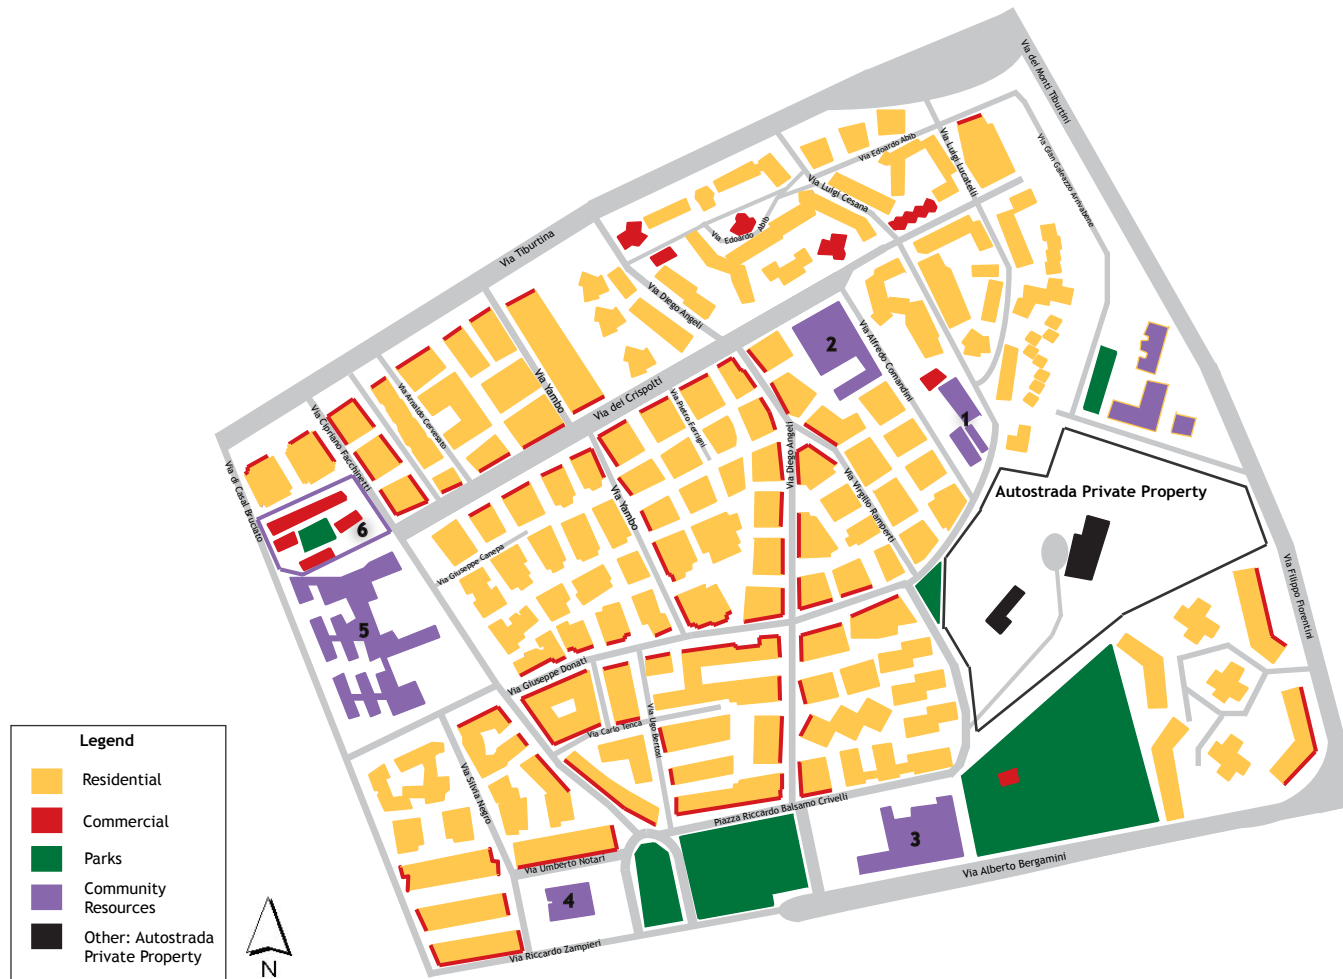 Via dei Monti Tiburtini
Via Edoardo Abib
Via Luigi Lucatelli
Via Gian Galeazzo Arrivabene
Via Luigi Cesana
Via Edoardo Abib
Via Tiburtina
Via Diego Angeli
2
Via Alfredo Comandini
Via Yambo
Via dei Crispolti
Via Arnaldo Cervesato
Via Cipriano Facchinetti
Via Pietro Ferrigni
1
Via Diego Angeli
Via di Casal Bruciato
Via Virgilio Ramperti
Autostrada Private Property
Via Yambo
6
Via Giuseppe Canepa
Via Filippo Fiorentini
5
Via Giuseppe Donati
Via Carlo Tenca
Via Ugo Bertosi
Via Silvia Negro
Piazza Riccardo Balsamo Crivelli
3
Via Umberto Notari
Via Alberto Bergamini
4
Via Riccardo Zampieri
Legend
Residential
Commercial
Parks
Community
Resources
Other: Autostrada
Private Property
N